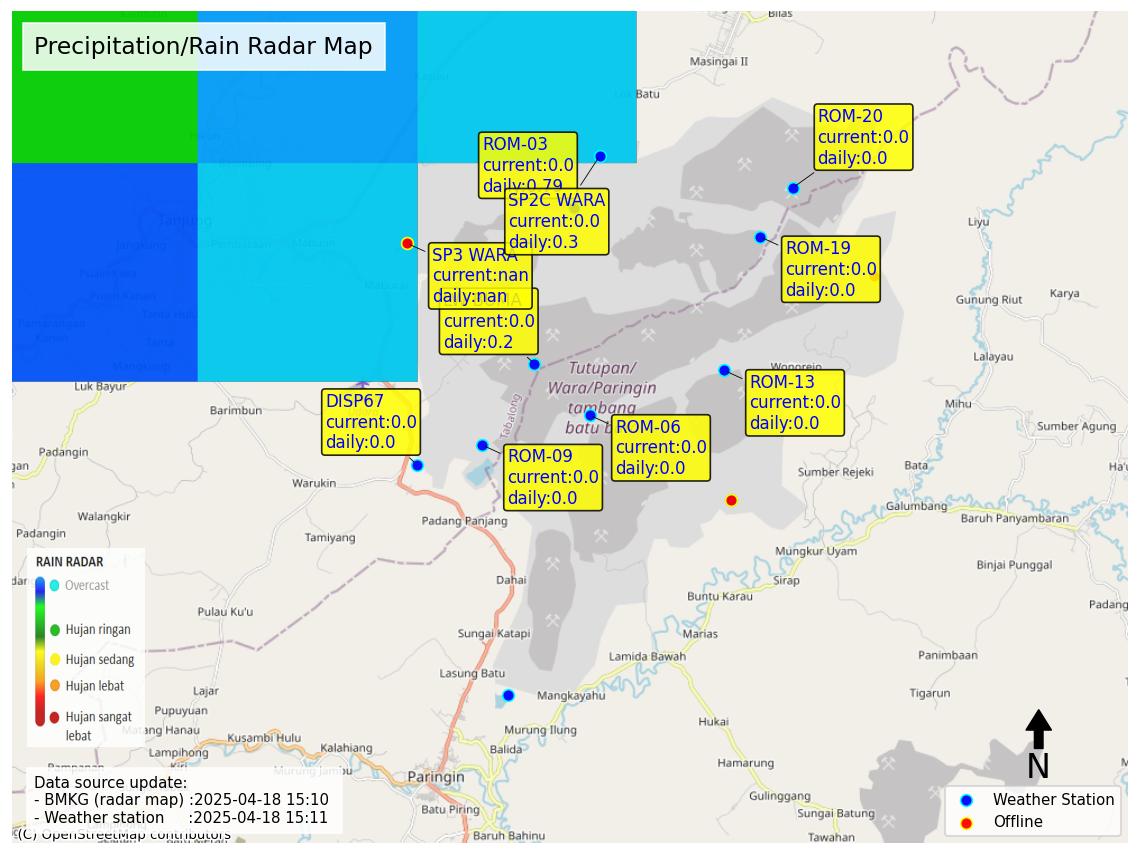 Precipitation/Rain Radar Map
Bilas
Masingai II
Batu
ROM-20
current:0.0
daily:0.0
ROM-03
current:0.0
daily:0.79
SP2C WARA
current:0.0
daily:0.3
Liyu
Tanjung
ROM-19
current:0.0
daily:0.0
SP3 WARA
current:nan
daily:nan
current:0.0
daily:0.2
Karya
Gunung Riut
Lalayau
Wonorejo
Tutupan/
Wara/Paringin
tambang
batu
Tabalong
Luk Bayur
Barimbun
DISP67
current:0.0
daily:0.0
ROM-13
current:0.0
daily:0.0
Mihu
ROM-06
current:0.0
daily:0.0
Sumber Agung
Padangin
ROM-09
current:0.0
daily:0.0
Bata
Sumber Rejeki
Warukin
Galumbang
Walangkir
Padang Panjang
Baruh Panyambaran
Padangin
Tamiyang
Mungkur Uyam
Binjai Punggal
Dahai
Sirap
Buntu Karau
Padang
Pulau Ku'u
Sungai Katapi
Marias
Lamida Bawah
Panimbaan
Lasung Batu
Lajar
Mangkayahu
Tigarun
Pupuyuan
Matang Hanau
Murung Ilung
Hukai
Lampihong
Kusambi Hulu
Kalahiang
Balida
Hamarung
Murung Jambu
Paringin
Gulinggang
Batu Piring
Sungai Batung
Baruh Bahinu
Tawahan
RAIN RADAR
Overcast
Hujan ringan
Hujan sedang
Hujan lebat
Hujan sangat
lebat
Data source update:
- BMKG (radar map) :2025-04-18 15:10
- Weather station :2025-04-18 15:11
(C) OpenStreetMap contributors
N
Weather Station
Offline